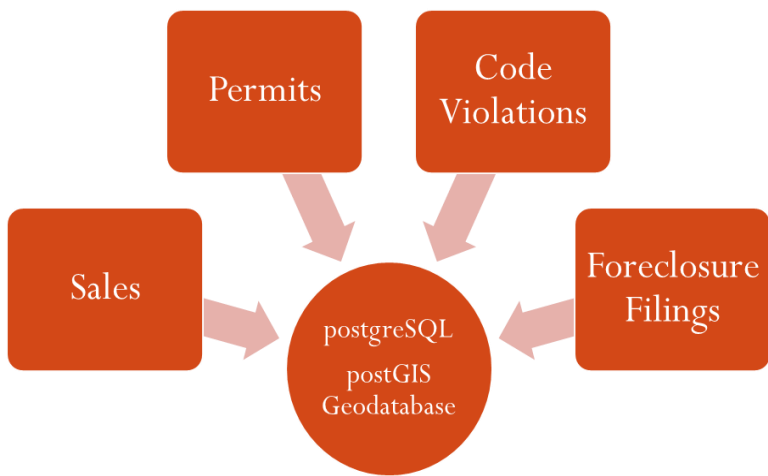 Permits
Code
Violations
Sales
Foreclosure
Filings
postgreSQL
postGIS
Geodatabase